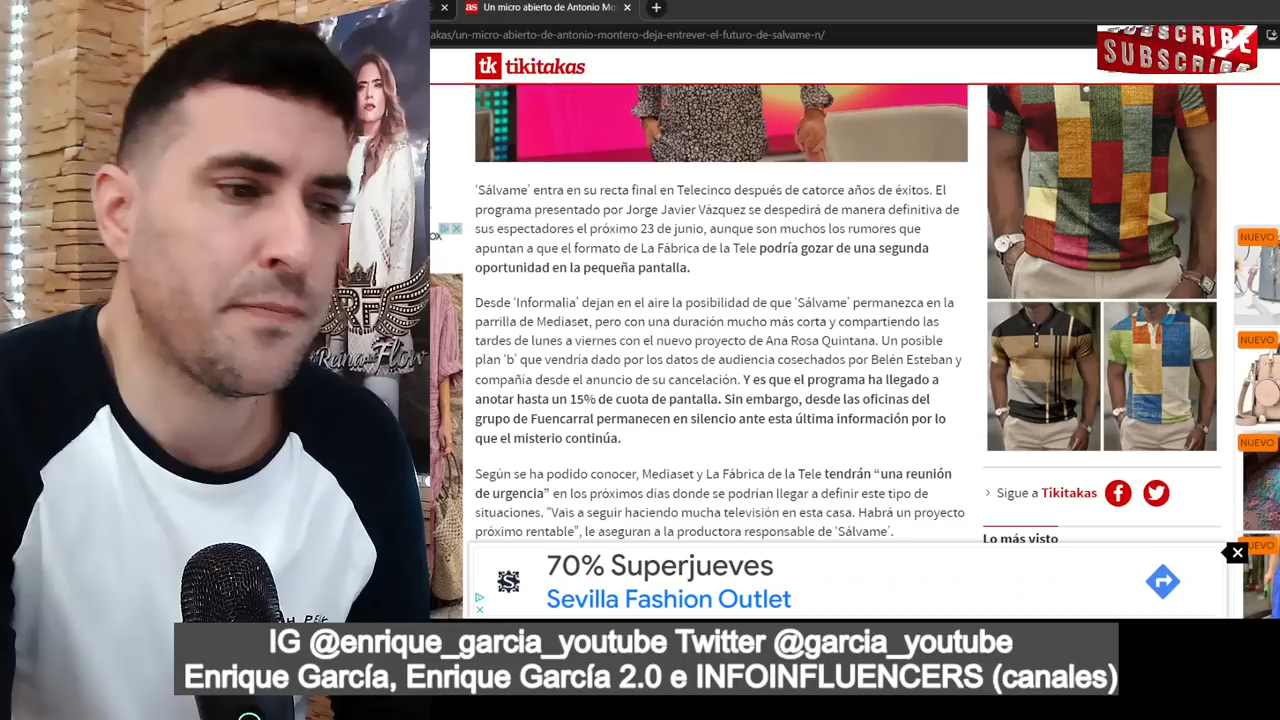 Un micro abierto de Antonio Mo
akas/un-micro-abierto-de-antonio-montero-deja-entrever-el-futuro-de-salvame-n/
SUBSCRIBE
SUBSCRIBE
tk tikitakas
'Sálvame' entra en su recta final en Telecinco después de catorce años de éxitos. El
programa presentado por Jorge Javier Vázquez se despedirá de manera definitiva de
sus espectadores el próximo 23 de junio, aunque son muchos los rumores que
apuntan a que el formato de La Fábrica de la Tele podría gozar de una segunda
oportunidad en la pequeña pantalla.
Desde 'Informalia' dejan en el aire la posibilidad de que 'Sálvame' permanezca en la
parrilla de Mediaset, pero con una duración mucho más corta y compartiendo las
tardes de lunes a viernes con el nuevo proyecto de Ana Rosa Quintana. Un posible
plan 'b' que vendría dado por los datos de audiencia cosechados por Belén Esteban y
compañía desde el anuncio de su cancelación. Y es que el programa ha llegado a
anotar hasta un 15% de cuota de pantalla. Sin embargo, desde las oficinas del
grupo de Fuencarral permanecen en silencio ante esta última información por lo
que el misterio continúa.
Según se ha podido conocer, Mediaset y La Fábrica de la Tele tendrán “una reunión
de urgencia” en los próximos días donde se podrían llegar a definir este tipo de
situaciones. "Vais a seguir haciendo mucha televisión en esta casa. Habrá un proyecto
próximo rentable”, le aseguran a la productora responsable de ‘Sálvame’.
NUEVO
NUEVO
NUEVO
Sigue a Tikitakas
Lo más visto
70% Superjueves
Sevilla Fashion Outlet
RF
Reina del Flow
IG @enrique_garcia_youtube Twitter @garcia_youtube
Enrique García, Enrique García 2.0 e INFOINFLUENCERS (canales)